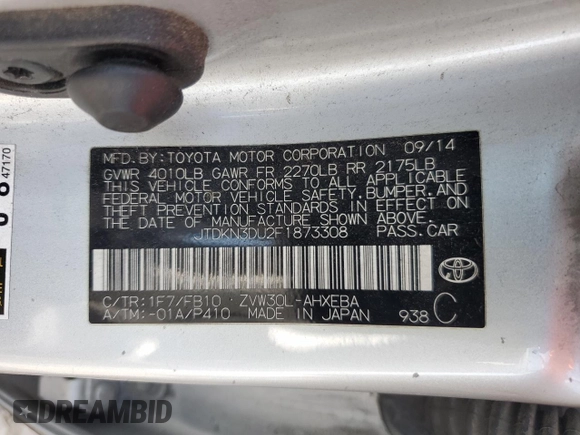 MFD.BY:TOYOTA MOTOR CORPORATION 09/14
GVWR 4010LB GAWR FR 2270LB RR 2175LB
THIS VEHICLE CONFORMS TO ALL APPLICABLE
FEDERAL MOTOR VEHICLE SAFETY,BUMPER,AND
THEFT PREVENTION STANDARDS IN EFFECT ON
THE DATE OF MANUFACTURE SHOWN ABOVE.
JTDKN3DU2F1873308 PASS.CAR
TOYOTA
C/TR:1F7/FB10 ZVW30L-AHXEBA C
A/TM:-01A/P410 MADE IN JAPAN 938
47170
DREAMBID